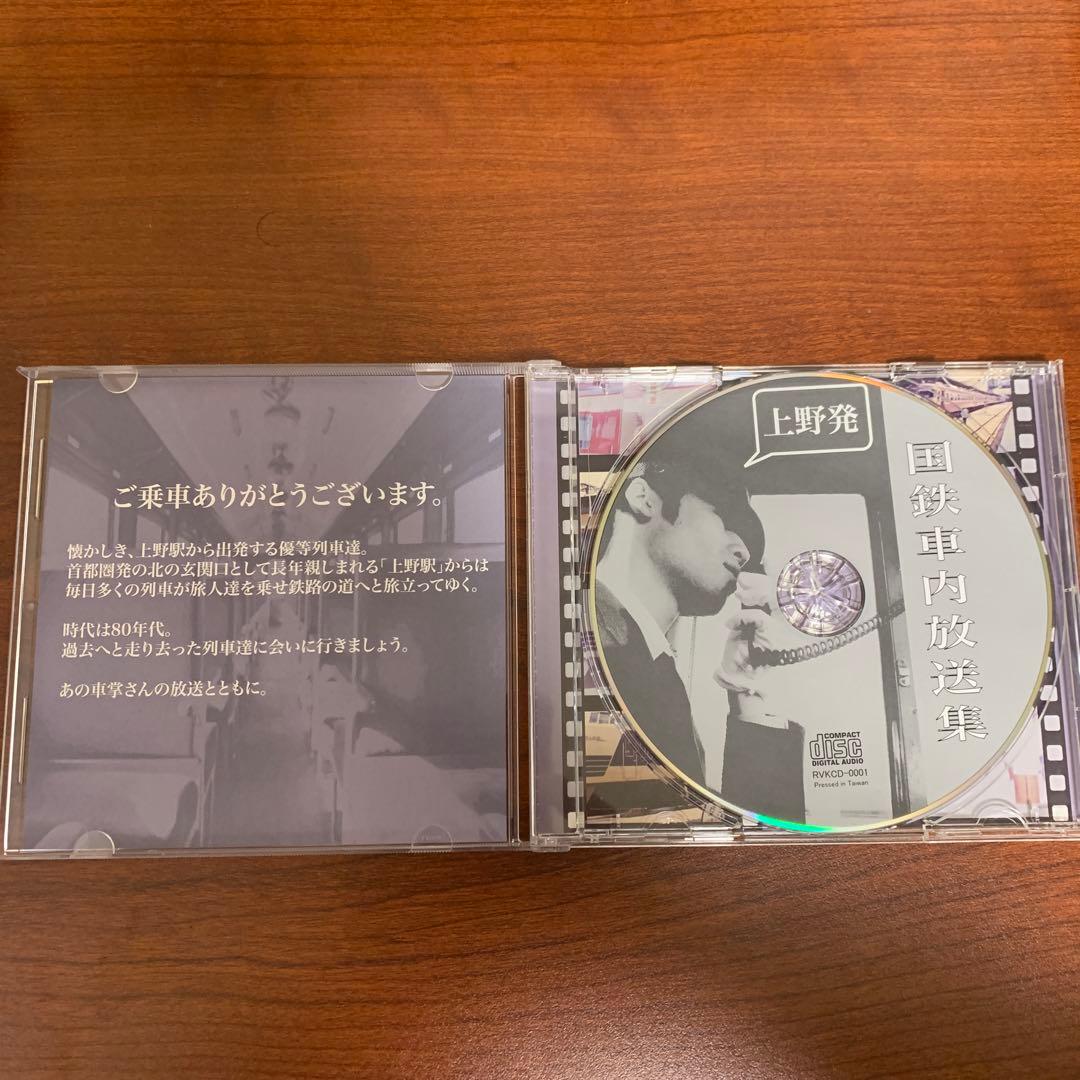 ご乗車ありがとうございます。
懐かしき、上野駅から出発する優等列車達。
首都圏発の北の玄関口として長年親しまれる「上野駅」からは
毎日多くの列車が旅人達を乗せ鉄路の道へと旅立ってゆく。
時代は80年代。
過去へと走り去った列車達に会いに行きましょう。
あの車掌さんの放送とともに。
上野発
国鉄車内放送集
COMPACT
disc
DIGITAL AUDIO
RVKCD-0001
Pressed in Taiwan